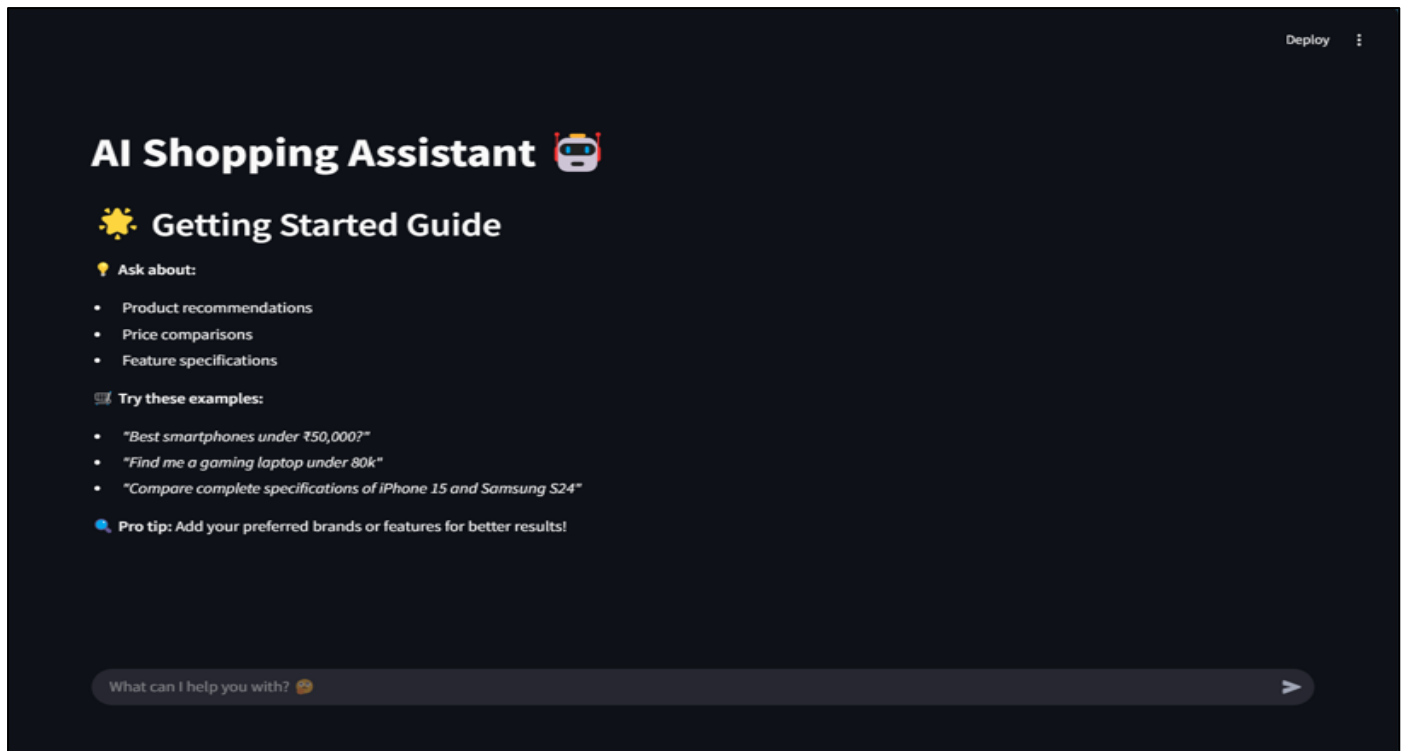 Deploy
AI Shopping Assistant
Getting Started Guide
Ask about:
• Product recommendations
• Price comparisons
• Feature specifications
Try these examples:
• "Best smartphones under ₹50,000?"
• "Find me a gaming laptop under 80k"
• "Compare complete specifications of iPhone 15 and Samsung S24"
Pro tip: Add your preferred brands or features for better results!
What can I help you with?